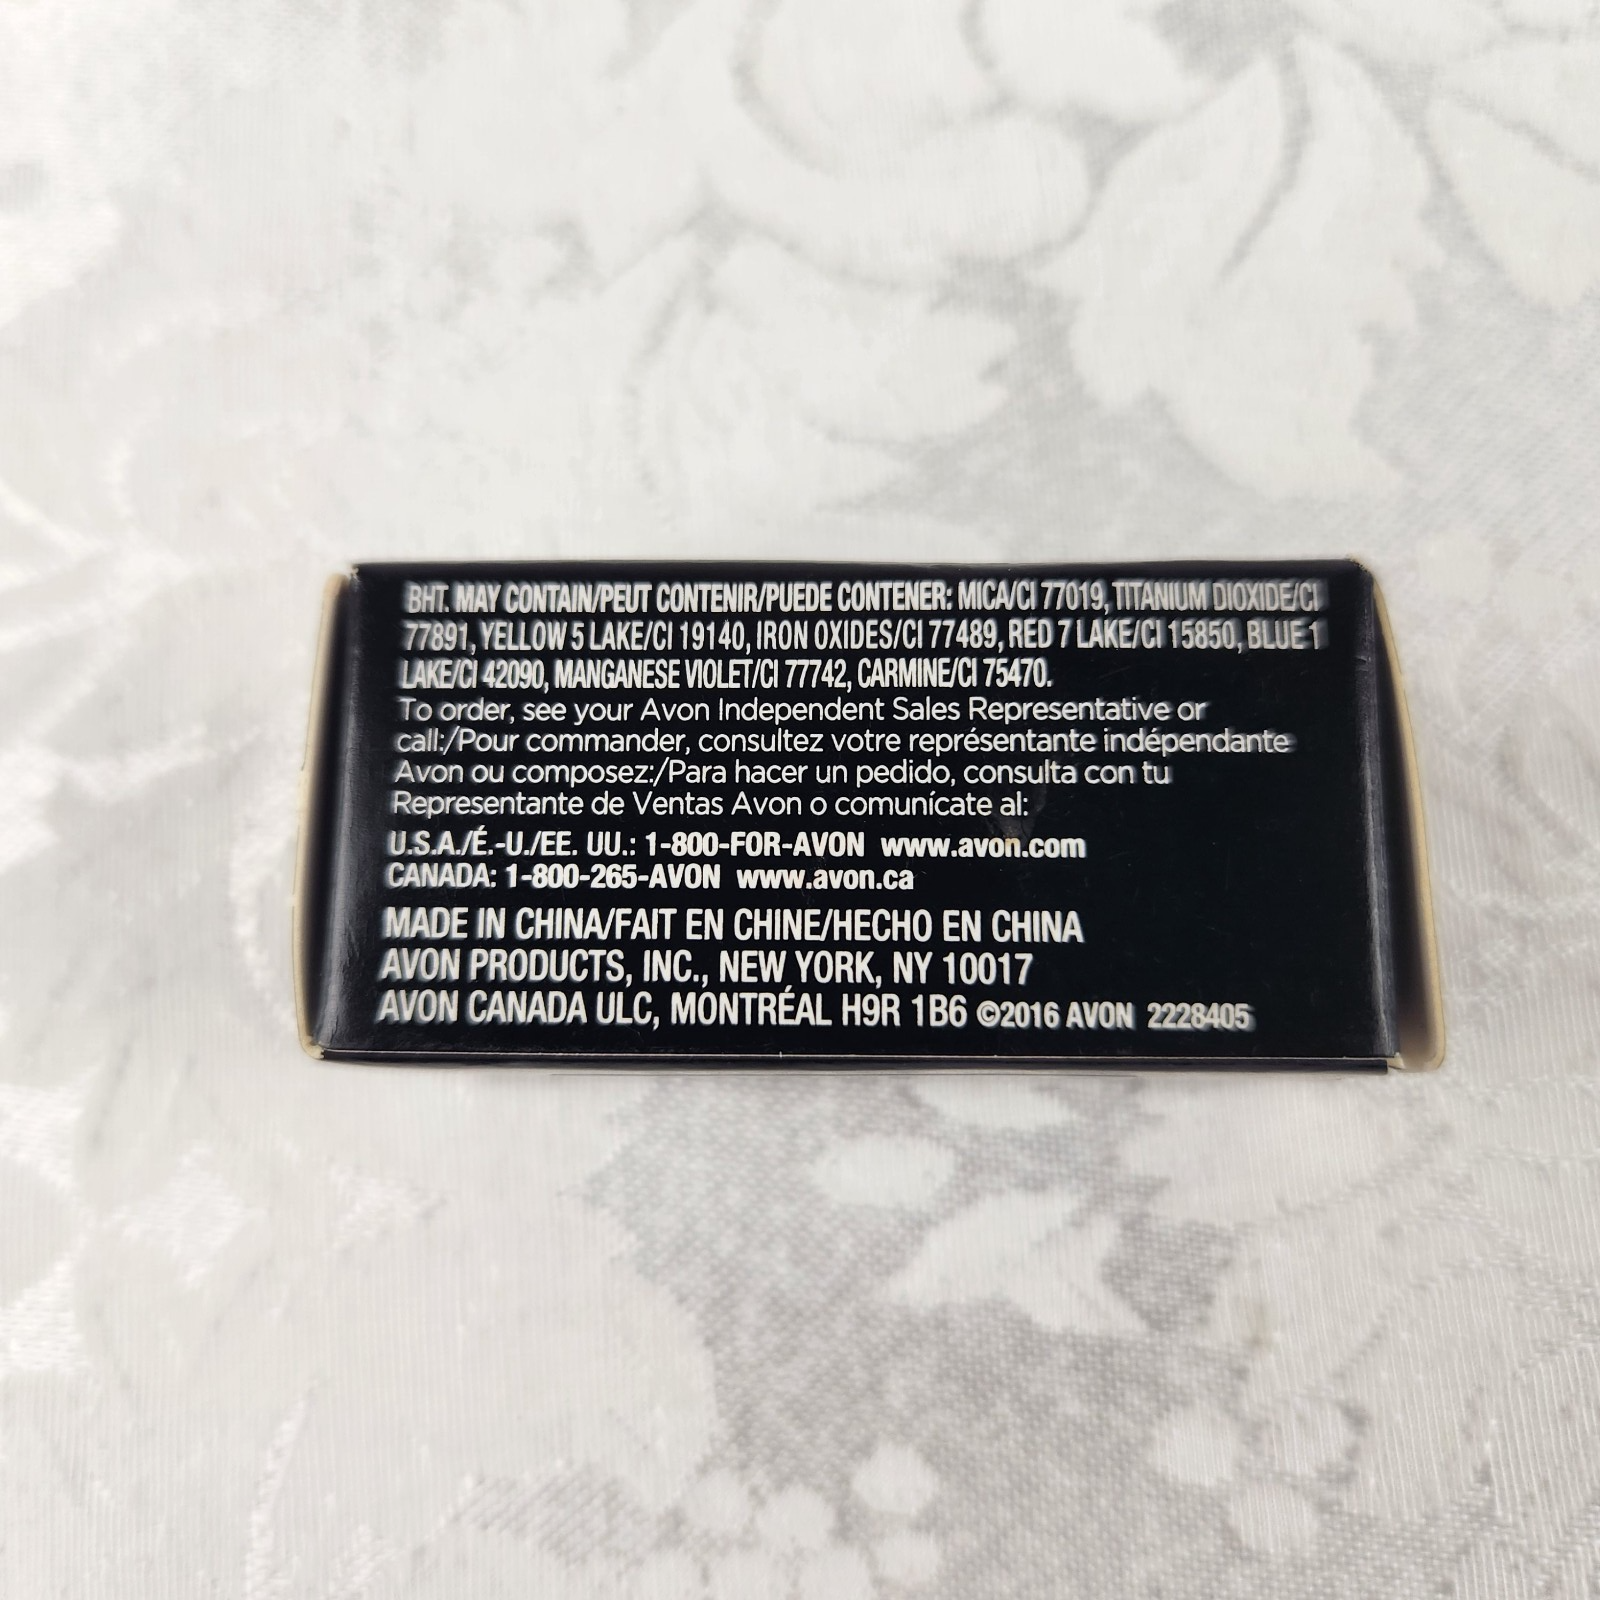 BHT. MAY CONTAIN/PEUT CONTENIR/PUEDE CONTENER: MICA/CI 77019, TITANIUM DIOXIDE/CI
77891, YELLOW 5 LAKE/CI 19140, IRON OXIDES/CI 77489, RED 7 LAKE/CI 15850, BLUE 1
LAKE/CI 42090, MANGANESE VIOLET/CI 77742, CARMINE/CI 75470.
To order, see your Avon Independent Sales Representative or
call:/Pour commander, consultez votre représentante indépendante
Avon ou composez:/Para hacer un pedido, consulta con tu
Representante de Ventas Avon o comunícate al:
U.S.A./É.-U./EE. UU.: 1-800-FOR-AVON www.avon.com
CANADA: 1-800-265-AVON www.avon.ca
MADE IN CHINA/FAIT EN CHINE/HECHO EN CHINA
AVON PRODUCTS, INC., NEW YORK, NY 10017
AVON CANADA ULC, MONTRÉAL H9R 1B6 ©2016 AVON 2228405